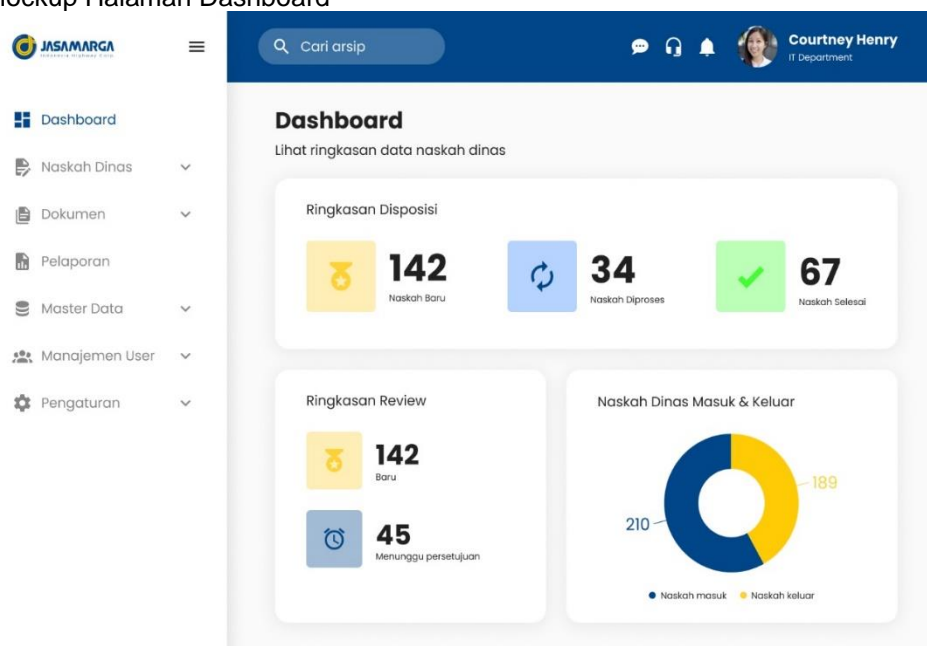 Mockup Halaman Dashboard
JASAMARGA
Cari arsip
Courtney Henry
IT Department
Dashboard
Naskah Dinas
Dokumen
Pelaporan
Master Data
Manajemen User
Pengaturan
Dashboard
Lihat ringkasan data naskah dinas
Ringkasan Disposisi
142
Naskah Baru
34
Naskah Diproses
67
Naskah Selesai
Ringkasan Review
142
Baru
45
Menunggu persetujuan
Naskah Dinas Masuk & Keluar
189
210
Naskah masuk
Naskah keluar